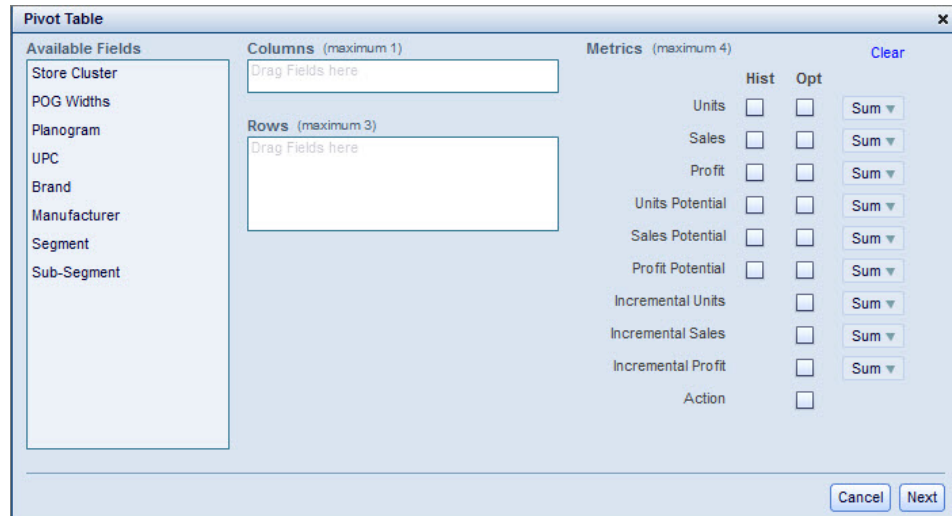 Pivot Table x
Available Fields
Store Cluster
POG Widths
Planogram
UPC
Brand
Manufacturer
Segment
Sub-Segment
Columns (maximum 1)
Drag Fields here
Rows (maximum 3)
Drag Fields here
Metrics (maximum 4) Clear
Hist Opt
Units Sum
Sales Sum
Profit Sum
Units Potential Sum
Sales Potential Sum
Profit Potential Sum
Incremental Units Sum
Incremental Sales Sum
Incremental Profit Sum
Action
Cancel Next